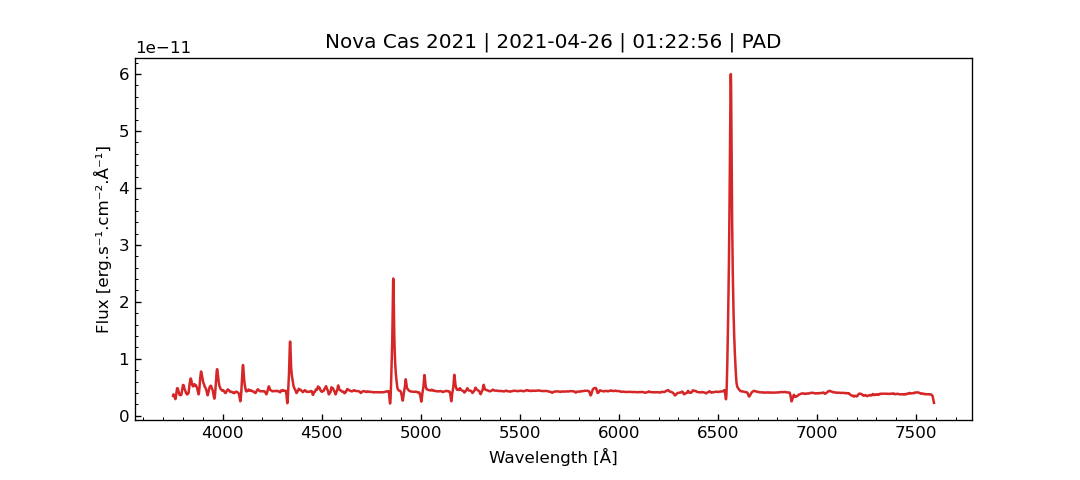 Nova Cas 2021 | 2021-04-26 | 01:22:56 | PAD
1e−11
6
5
4
3
2
1
0
Flux [erg.s⁻¹.cm⁻².Å⁻¹]
4000 4500 5000 5500 6000 6500 7000 7500
Wavelength [Å]